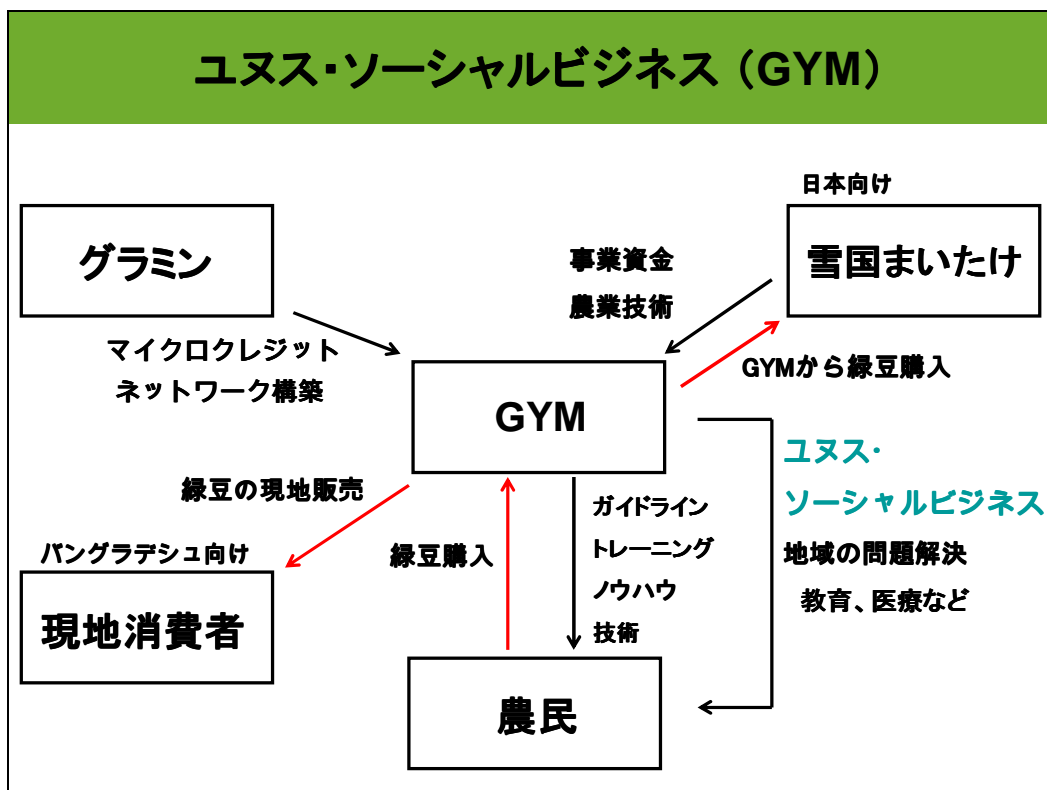 ユヌス・ソーシャルビジネス（GYM）
日本向け
グラミン
雪国まいたけ
事業資金
農業技術
マイクロクレジット
ネットワーク構築
GYMから緑豆購入
GYM
ユヌス・
ソーシャルビジネス
地域の問題解決
教育、医療など
緑豆の現地販売
ガイドライン
トレーニング
ノウハウ
技術
緑豆購入
バングラデシュ向け
現地消費者
農民